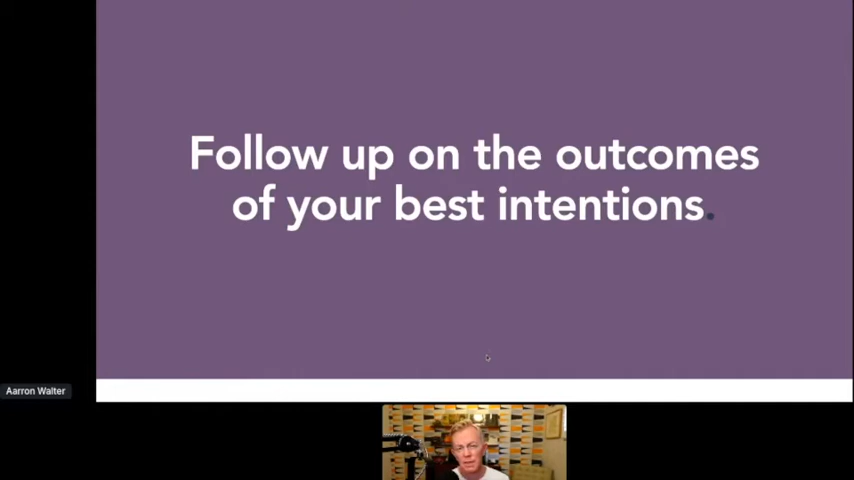 Follow up on the outcomes
of your best intentions.
Aarron Walter